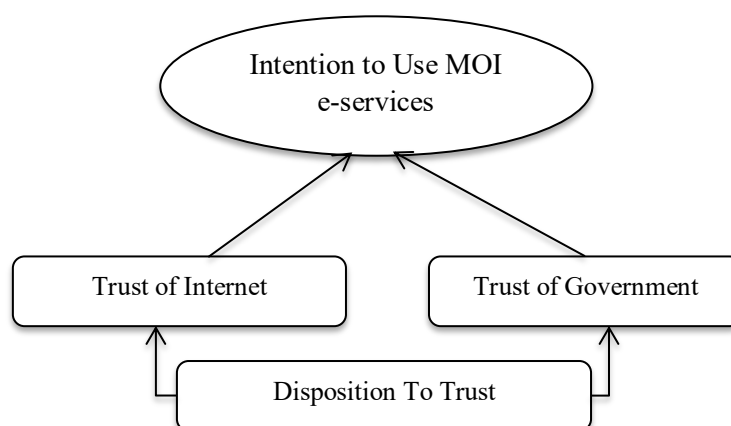 Intention to Use MOI
e-services
Trust of Internet
Trust of Government
Disposition To Trust